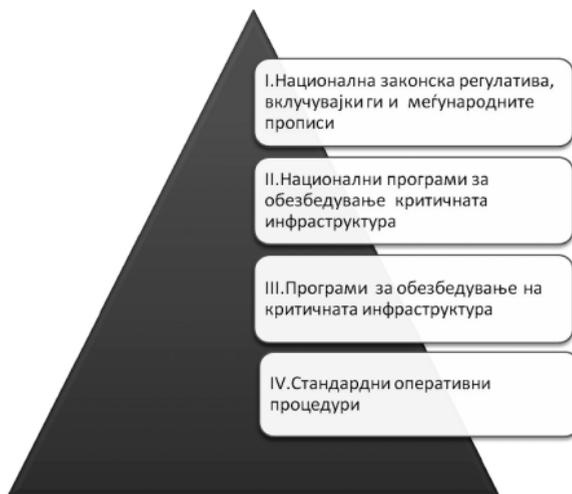 I.Национална законска регулатива,
вклучувајки ги и меѓународните
прописи
II.Национални програми за
обезбедување критичната
инфраструктура
III.Програми за обезбедување на
критичната инфраструктура
IV.Стандардни оперативни
процедури